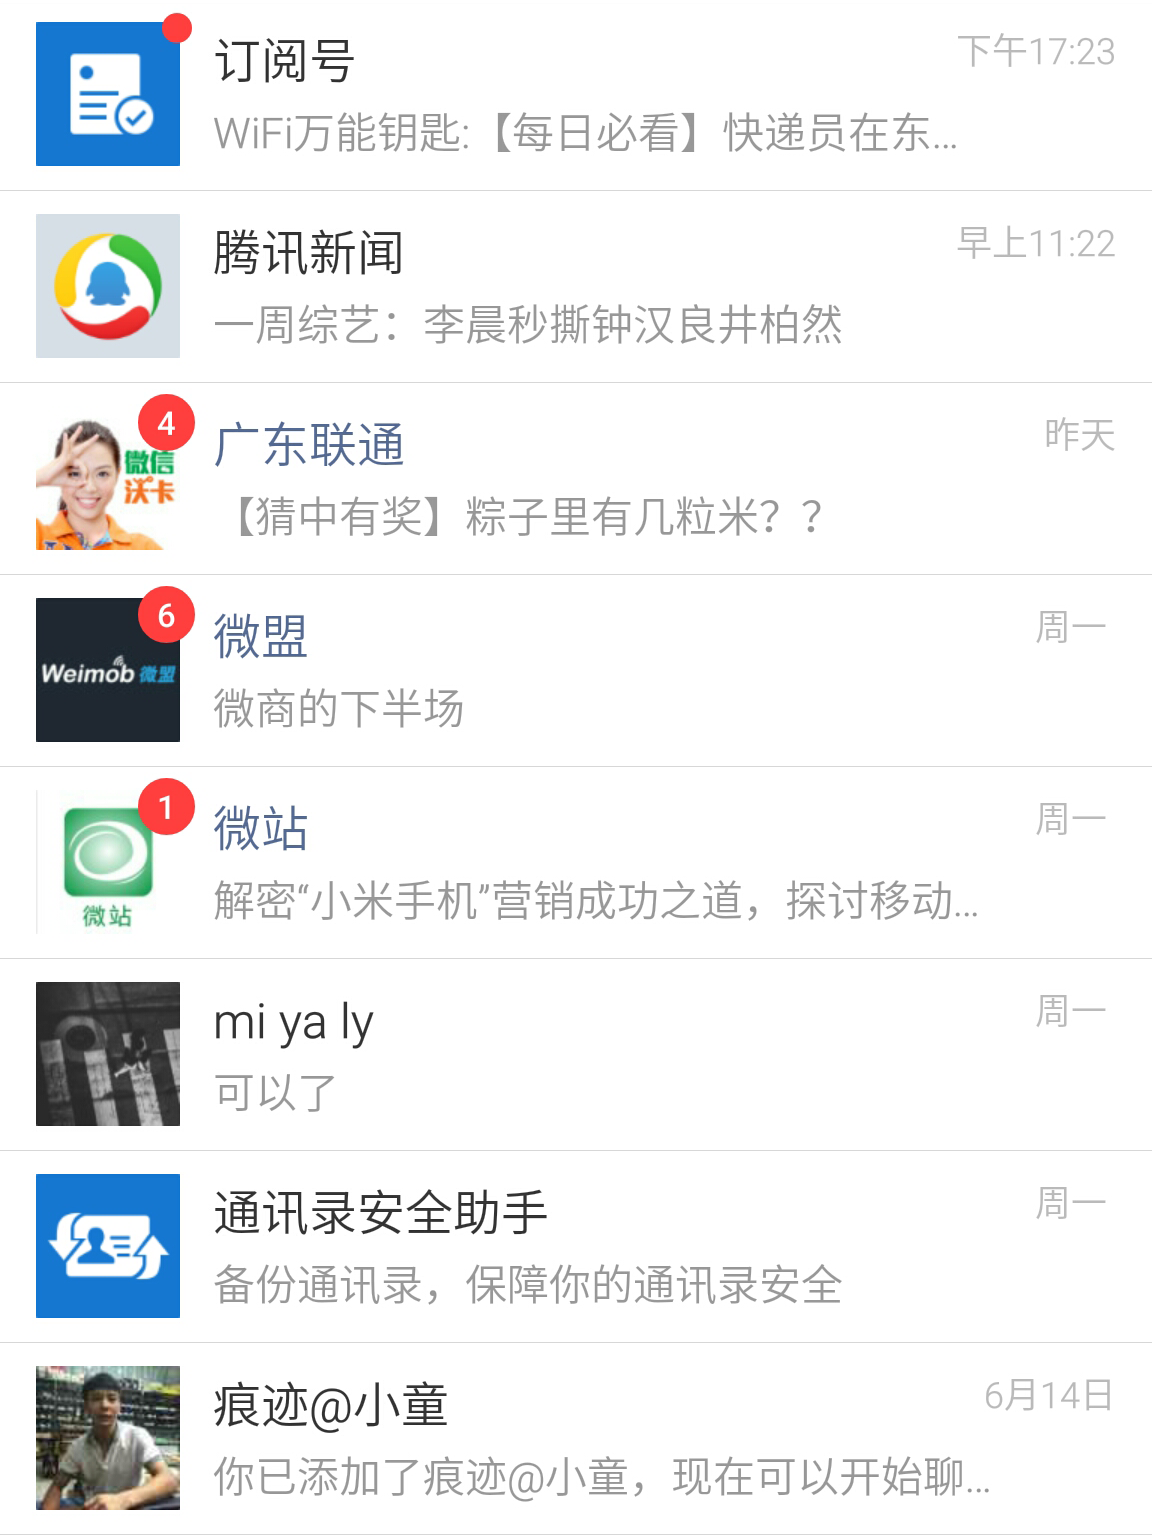 订阅号
下午17:23
WiFi万能钥匙:【每日必看】快递员在东...
腾讯新闻
早上11:22
一周综艺：李晨秒撕钟汉良井柏然
4
微信
沃卡
广东联通
昨天
【猜中有奖】粽子里有几粒米？？
6
Weimob 微盟
微盟
周一
微商的下半场
1
微站
微站
周一
解密“小米手机”营销成功之道，探讨移动...
mi ya ly
周一
可以了
通讯录安全助手
周一
备份通讯录，保障你的通讯录安全
痕迹@小童
6月14日
你已添加了痕迹@小童，现在可以开始聊...